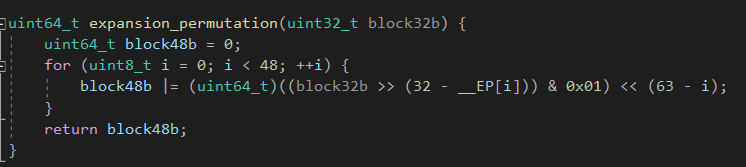 uint64_t expansion_permutation(uint32_t block32b) {
    uint64_t block48b = 0;
    for (uint8_t i = 0; i < 48; ++i) {
        block48b |= (uint64_t)((block32b >> (32 - __EP[i])) & 0x01) << (63 - i);
    }
    return block48b;
}